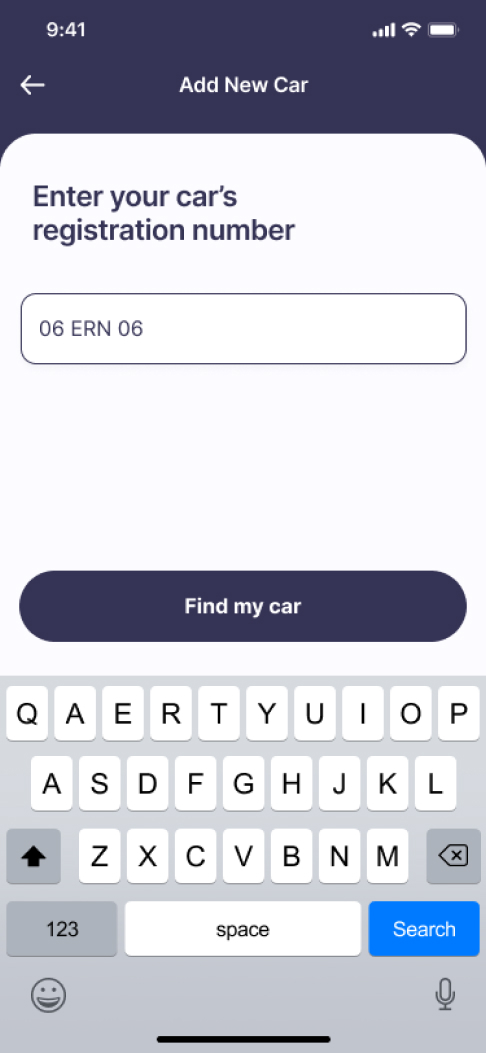 9:41
Add New Car
Enter your car’s
registration number
06 ERN 06
Find my car
Q A E R T Y U I O P
A S D F G H J K L
Z X C V B N M
123 space Search